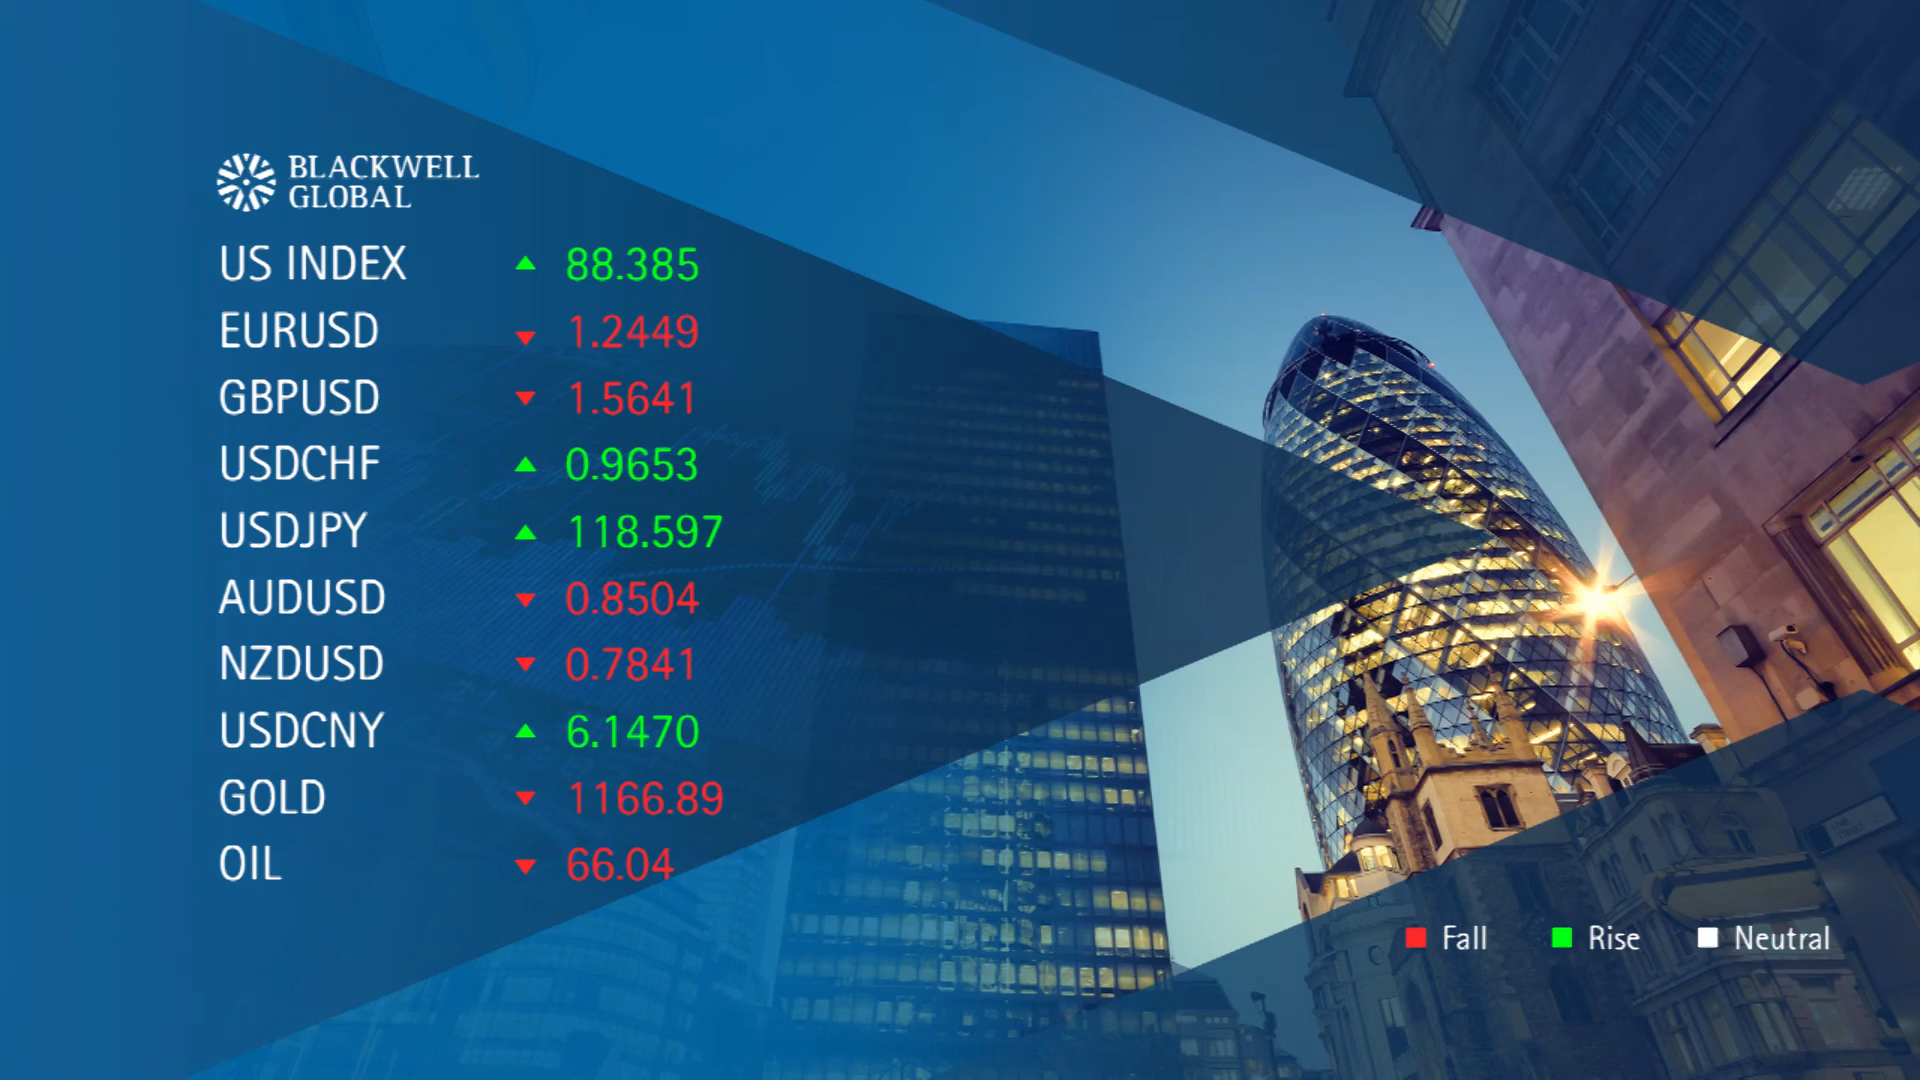 BLACKWELL
GLOBAL
US INDEX ▲ 88.385
EURUSD ▼ 1.2449
GBPUSD ▼ 1.5641
USDCHF ▲ 0.9653
USDJPY ▲ 118.597
AUDUSD ▼ 0.8504
NZDUSD ▼ 0.7841
USDCNY ▲ 6.1470
GOLD ▼ 1166.89
OIL ▼ 66.04
Fall Rise Neutral